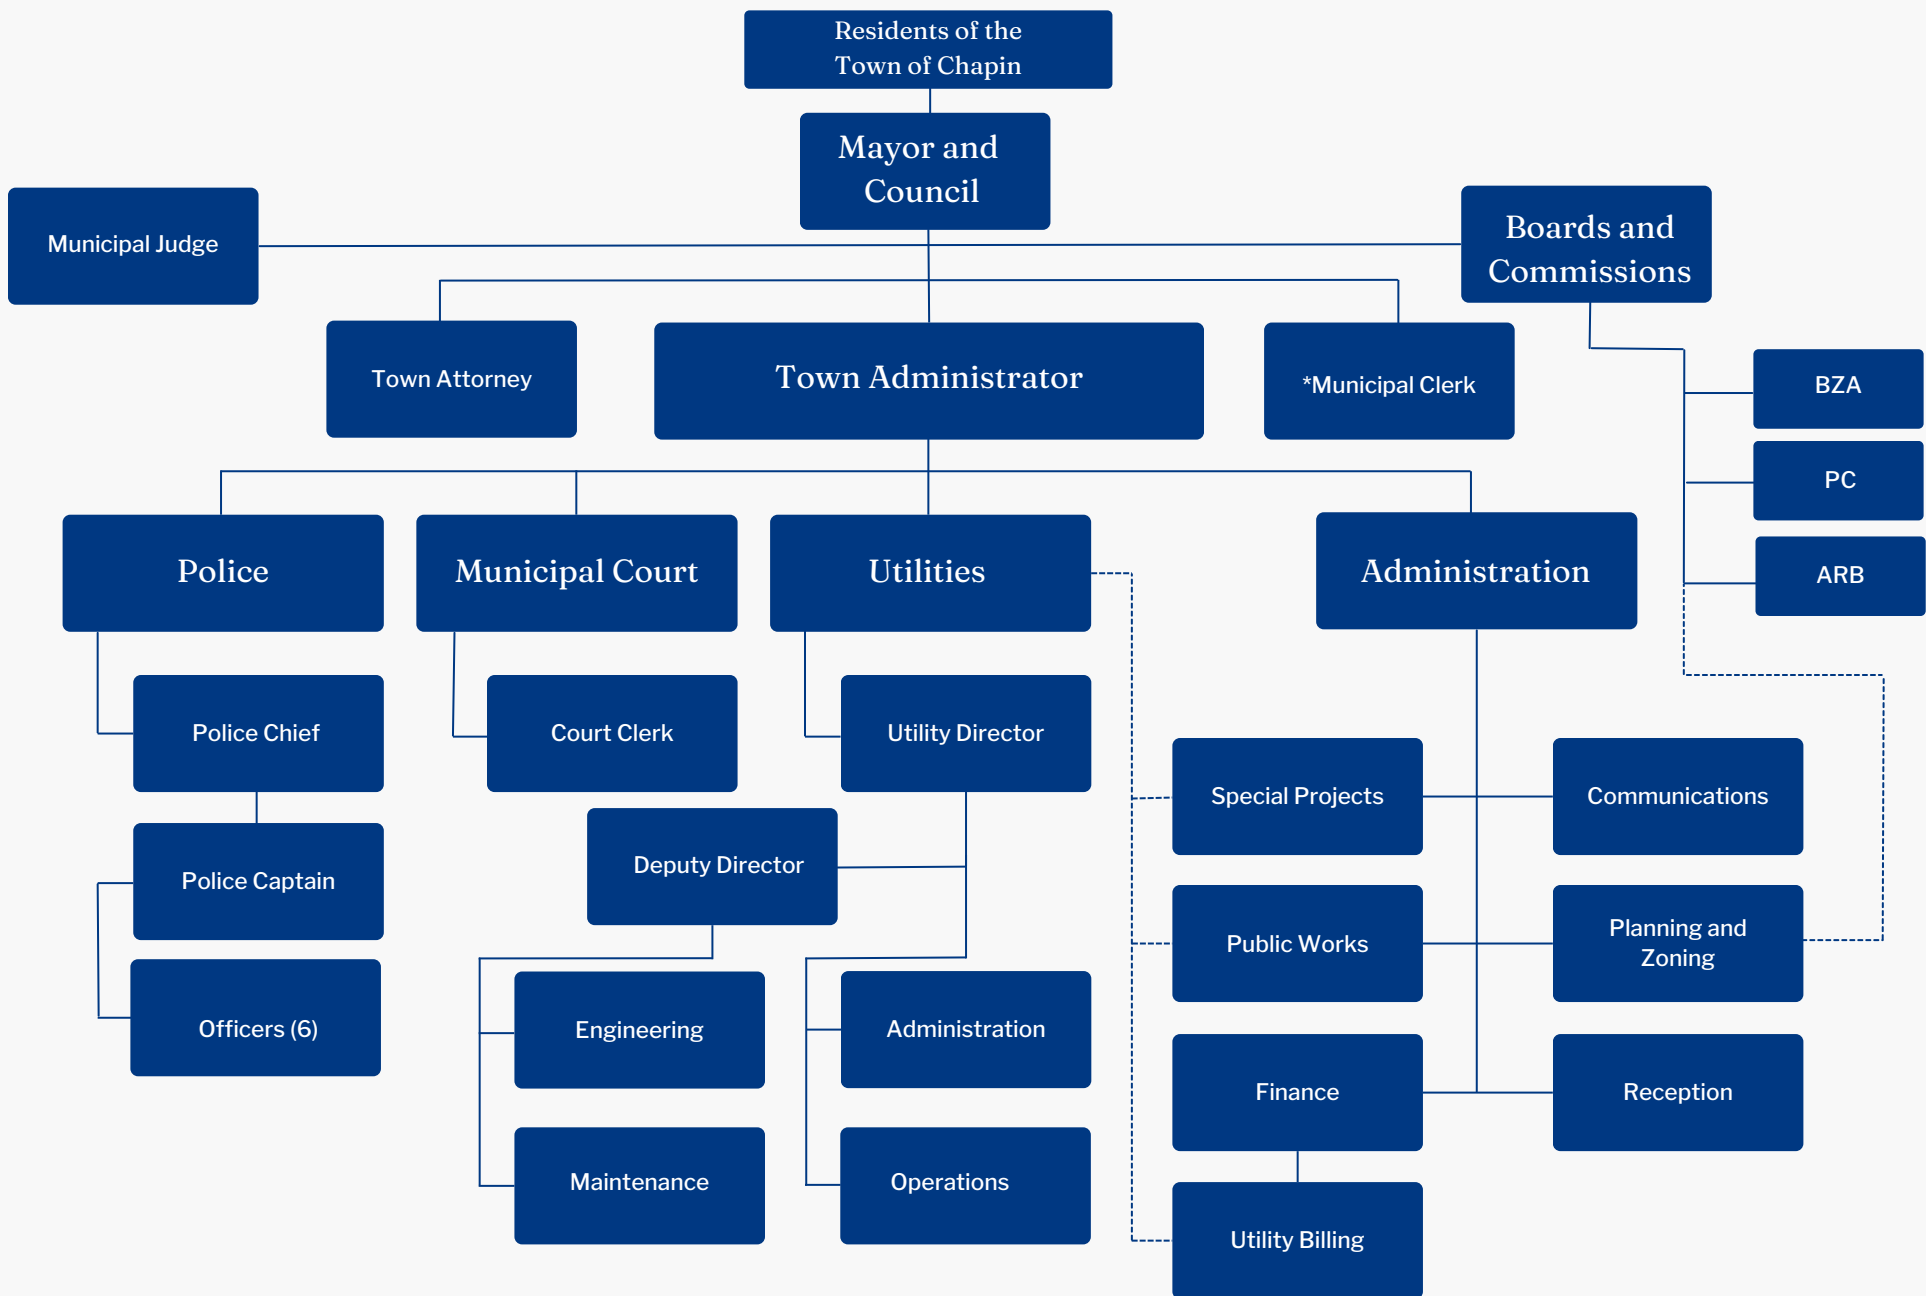 Residents of the
Town of Chapin
Mayor and
Council
Municipal Judge
Boards and
Commissions
Town Attorney
Town Administrator
*Municipal Clerk
BZA
PC
ARB
Police
Municipal Court
Utilities
Administration
Police Chief
Court Clerk
Utility Director
Special Projects
Communications
Deputy Director
Police Captain
Public Works
Planning and
Zoning
Officers (6)
Engineering
Administration
Finance
Reception
Maintenance
Operations
Utility Billing